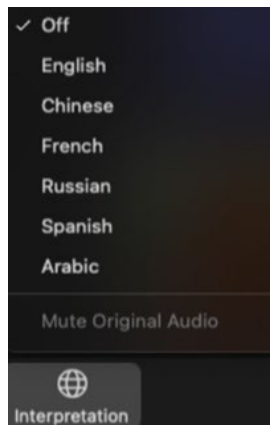 Off
English
Chinese
French
Russian
Spanish
Arabic
Mute Original Audio
Interpretation